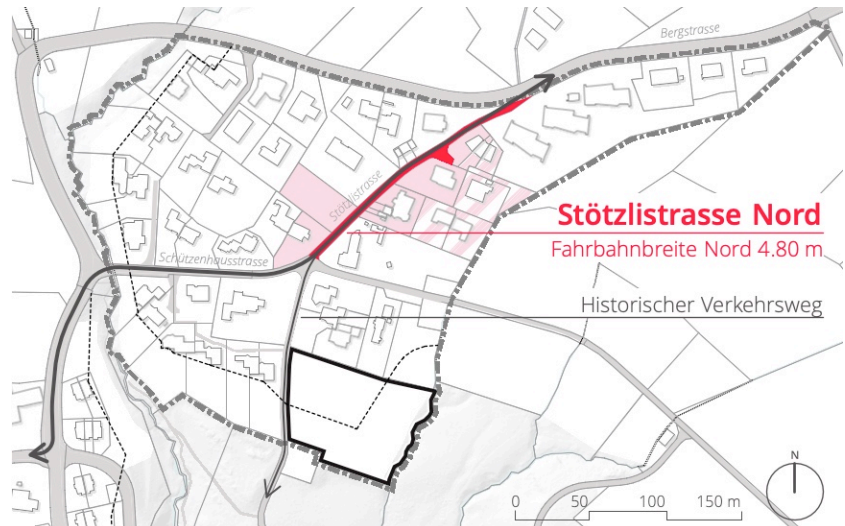 Bergstrasse
Stötzlistrasse
Stötzlistrasse Nord
Fahrbahnbreite Nord 4.80 m
Schützenhausstrasse
Historischer Verkehrsweg
N
0 50 100 150 m